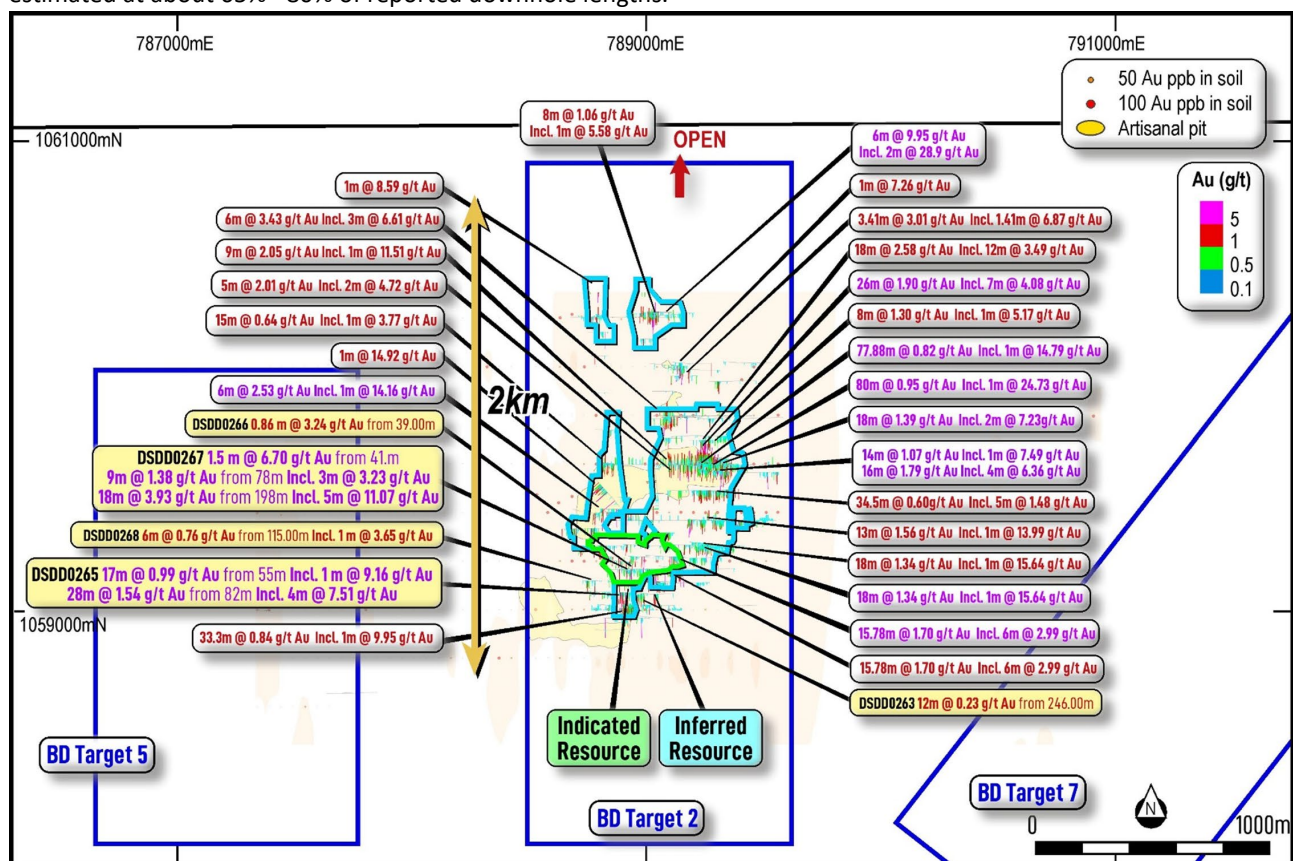 estimated at about 65% - 80% of reported downhole lengths.
787000mE
789000mE
791000mE
50 Au ppb in soil
100 Au ppb in soil
Artisanal pit
Au (g/t)
5
1
0.5
0.1
1061000mN
8m @ 1.06 g/t Au
Incl. 1m @ 5.58 g/t Au
OPEN
1m @ 8.59 g/t Au
6m @ 3.43 g/t Au Incl. 3m @ 6.61 g/t Au
9m @ 2.05 g/t Au Incl. 1m @ 11.51 g/t Au
5m @ 2.01 g/t Au Incl. 2m @ 4.72 g/t Au
15m @ 0.64 g/t Au Incl. 1m @ 3.77 g/t Au
1m @ 14.92 g/t Au
6m @ 2.53 g/t Au Incl. 1m @ 14.16 g/t Au
DSDD0266 0.86 m @ 3.24 g/t Au from 39.00m
DSDD0267 1.5 m @ 6.70 g/t Au from 41.m
9m @ 1.38 g/t Au from 78m Incl. 3m @ 3.23 g/t Au
18m @ 3.93 g/t Au from 198m Incl. 5m @ 11.07 g/t Au
DSDD0268 6m @ 0.76 g/t Au from 115.00m Incl. 1 m @ 3.65 g/t Au
DSDD0265 17m @ 0.99 g/t Au from 55m Incl. 1 m @ 9.16 g/t Au
28m @ 1.54 g/t Au from 82m Incl. 4m @ 7.51 g/t Au
1059000mN
33.3m @ 0.84 g/t Au Incl. 1m @ 9.95 g/t Au
2km
6m @ 9.95 g/t Au
Incl. 2m @ 28.9 g/t Au
1m @ 7.26 g/t Au
3.41m @ 3.01 g/t Au Incl. 1.41m @ 6.87 g/t Au
18m @ 2.58 g/t Au Incl. 12m @ 3.49 g/t Au
26m @ 1.90 g/t Au Incl. 7m @ 4.08 g/t Au
8m @ 1.30 g/t Au Incl. 1m @ 5.17 g/t Au
77.88m @ 0.82 g/t Au Incl. 1m @ 14.79 g/t Au
80m @ 0.95 g/t Au Incl. 1m @ 24.73 g/t Au
18m @ 1.39 g/t Au Incl. 2m @ 7.23g/t Au
14m @ 1.07 g/t Au Incl. 1m @ 7.49 g/t Au
16m @ 1.79 g/t Au Incl. 4m @ 6.36 g/t Au
34.5m @ 0.60g/t Au Incl. 5m @ 1.48 g/t Au
13m @ 1.56 g/t Au Incl. 1m @ 13.99 g/t Au
18m @ 1.34 g/t Au Incl. 1m @ 15.64 g/t Au
18m @ 1.34 g/t Au Incl. 1m @ 15.64 g/t Au
15.78m @ 1.70 g/t Au Incl. 6m @ 2.99 g/t Au
15.78m @ 1.70 g/t Au Incl. 6m @ 2.99 g/t Au
DSDD0263 12m @ 0.23 g/t Au from 246.00m
Indicated
Resource
Inferred
Resource
BD Target 5
BD Target 2
BD Target 7
N
0
1000m